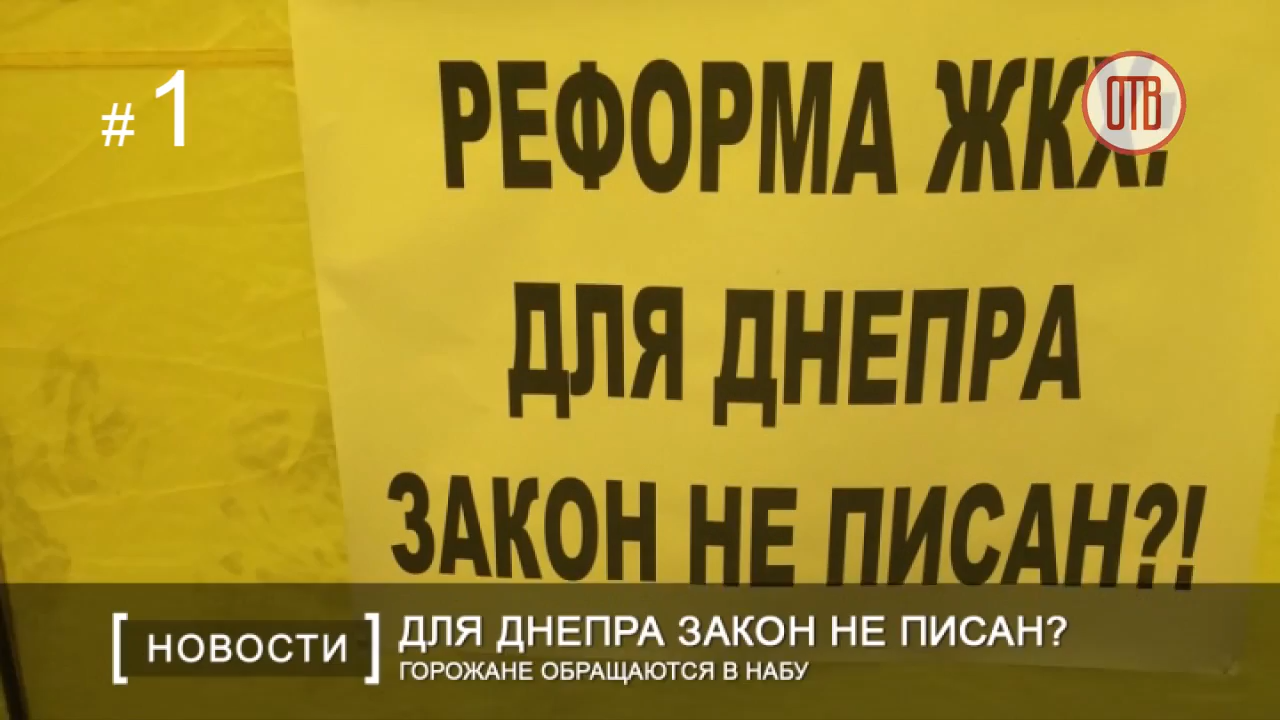 # 1
РЕФОРМА ЖКХ:
ОТВ
ДЛЯ ДНЕПРА
ЗАКОН НЕ ПИСАН?!
[НОВОСТИ]
ДЛЯ ДНЕПРА ЗАКОН НЕ ПИСАН?
ГОРОЖАНЕ ОБРАЩАЮТСЯ В НАБУ